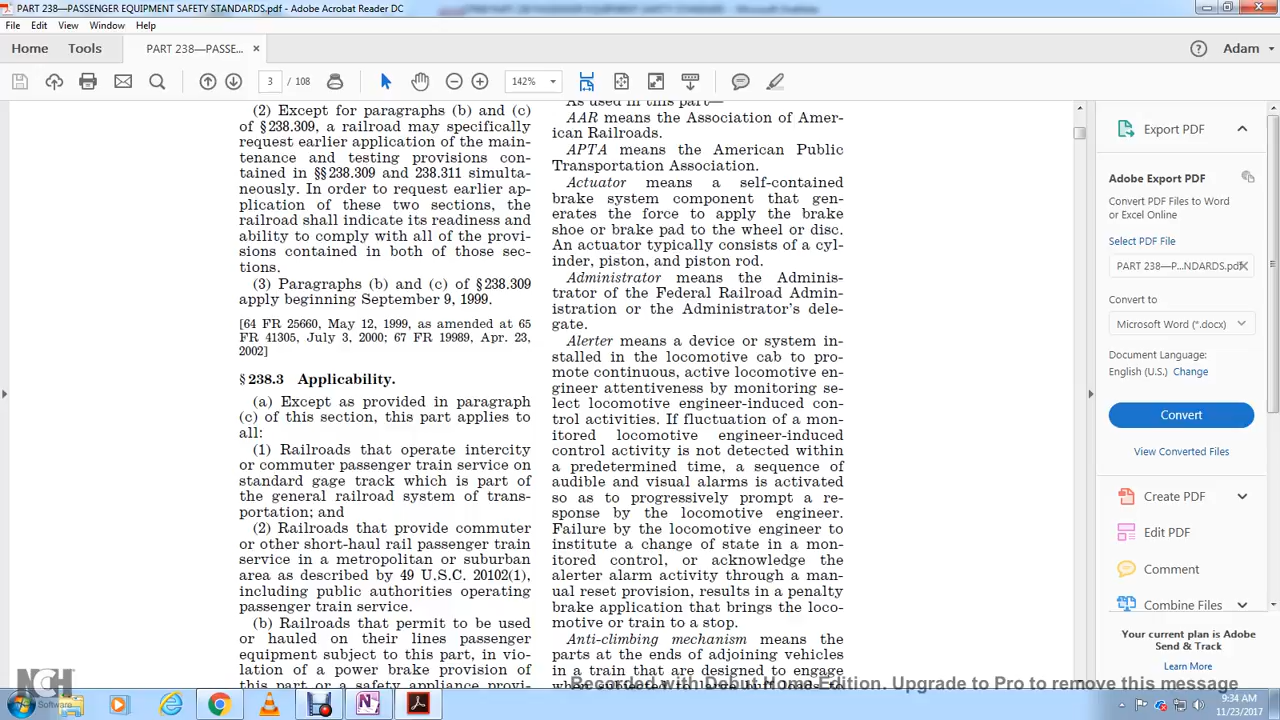 PART 238—PASSENGER EQUIPMENT SAFETY STANDARDS.pdf - Adobe Acrobat Reader DC
File Edit View Window Help
Home Tools PART 238—PASSE... × Adam
3 / 108 142%
(2) Except for paragraphs (b) and (c)
of §238.309, a railroad may specifically
request earlier application of the main-
tenance and testing provisions con-
tained in §§238.309 and 238.311 simulta-
neously. In order to request earlier ap-
plication of these two sections, the
railroad shall indicate its readiness and
ability to comply with all of the provi-
sions contained in both of those sec-
tions.
(3) Paragraphs (b) and (c) of §238.309
apply beginning September 9, 1999.
[64 FR 25660, May 12, 1999, as amended at 65
FR 41305, July 3, 2000; 67 FR 19989, Apr. 23,
2002]
§ 238.3 Applicability.
(a) Except as provided in paragraph
(c) of this section, this part applies to
all:
(1) Railroads that operate intercity
or commuter passenger train service on
standard gage track which is part of
the general railroad system of trans-
portation; and
(2) Railroads that provide commuter
or other short-haul rail passenger train
service in a metropolitan or suburban
area as described by 49 U.S.C. 20102(1),
including public authorities operating
passenger train service.
(b) Railroads that permit to be used
or hauled on their lines passenger
equipment subject to this part, in vio-
lation of a power brake provision of
this part or a safety appliance provi-
As used in this part—
AAR means the Association of Amer-
ican Railroads.
APTA means the American Public
Transportation Association.
Actuator means a self-contained
brake system component that gen-
erates the force to apply the brake
shoe or brake pad to the wheel or disc.
An actuator typically consists of a cyl-
inder, piston, and piston rod.
Administrator means the Adminis-
trator of the Federal Railroad Admin-
istration or the Administrator's dele-
gate.
Alerter means a device or system in-
stalled in the locomotive cab to pro-
mote continuous, active locomotive en-
gineer attentiveness by monitoring se-
lect locomotive engineer-induced con-
trol activities. If fluctuation of a mon-
itored locomotive engineer-induced
control activity is not detected within
a predetermined time, a sequence of
audible and visual alarms is activated
so as to progressively prompt a re-
sponse by the locomotive engineer.
Failure by the locomotive engineer to
institute a change of state in a mon-
itored control, or acknowledge the
alerter alarm activity through a man-
ual reset provision, results in a penalty
brake application that brings the loco-
motive or train to a stop.
Anti-climbing mechanism means the
parts at the ends of adjoining vehicles
in a train that are designed to engage
Export PDF
Adobe Export PDF
Convert PDF Files to Word
or Excel Online
Select PDF File
PART 238—P...NDARDS.pdf
Convert to
Microsoft Word (*.docx)
Document Language:
English (U.S.) Change
Convert
View Converted Files
Create PDF
Edit PDF
Comment
Combine Files
Your current plan is Adobe
Send & Track
Learn More
Home Edition. Upgrade to Pro to remove this message
NCH Software
9:34 AM
11/23/2017